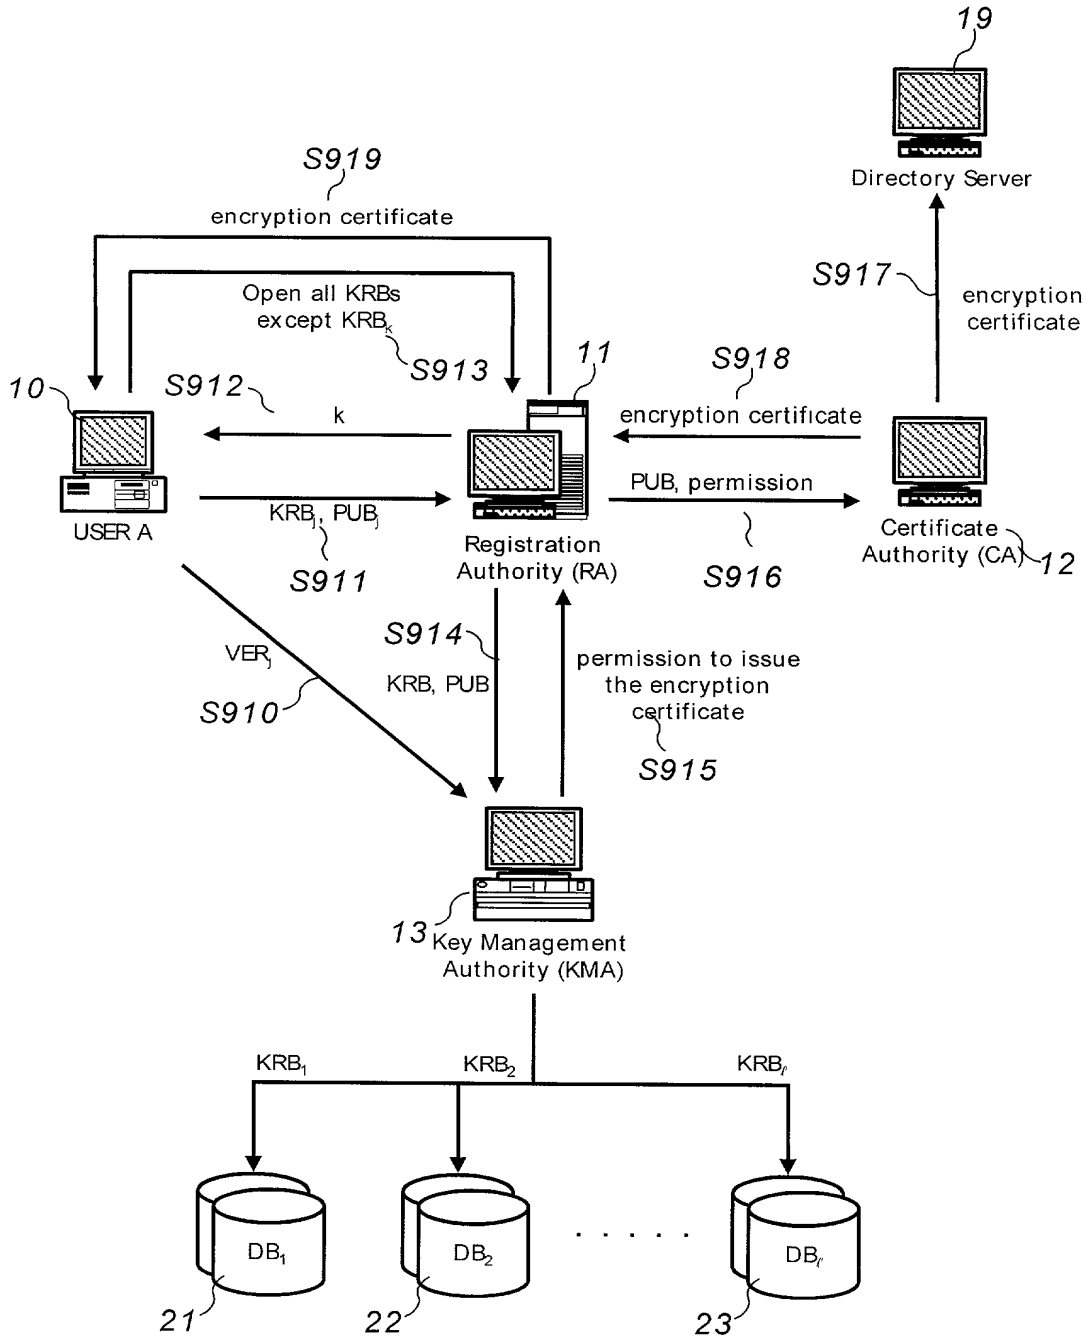 19
Directory Server
S919
encryption certificate
S917
encryption
certificate
Open all KRBs
except KRBk
S913
S918
11
S912
10
k
encryption certificate
USER A
KRBj, PUBj
S911
Registration
Authority (RA)
PUB, permission
S916
Certificate
Authority (CA)
12
VERj
S910
S914
KRB, PUB
permission to issue
the encryption
certificate
S915
13
Key Management
Authority (KMA)
KRB1
KRB2
KRBℓ
DB1
DB2
. . . . .
DBℓ
21
22
23